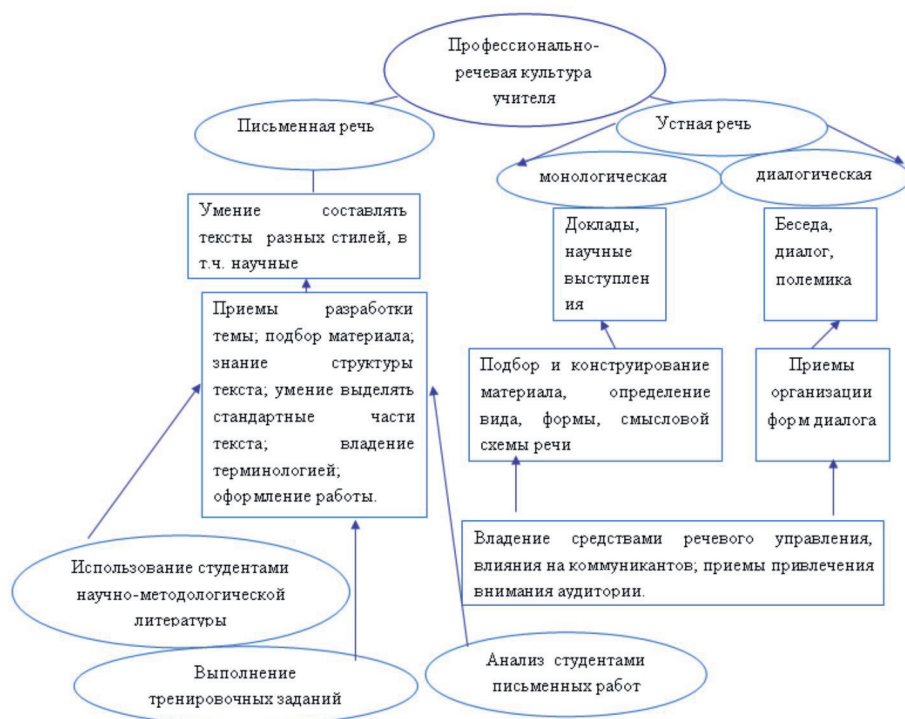 Профессионально-
речевая культура
учителя
Письменная речь
Устная речь
монологическая
диалогическая
Умение составлять
тексты разных стилей, в
т.ч. научные
Доклады,
научные
выступлен
ия
Беседа,
диалог,
полемика
Приемы разработки
темы; подбор материала;
знание структуры
текста; умение выделять
стандартные части
текста; владение
терминологией;
оформление работы.
Подбор и конструирование
материала, определение
вида, формы, смысловой
схемы речи
Приемы
организации
форм диалога
Владение средствами речевого управления,
влияния на коммуникантов; приемы привлечения
внимания аудитории.
Использование студентами
научно-методологической
литературы
Выполнение
тренировочных заданий
Анализ студентами
письменных работ